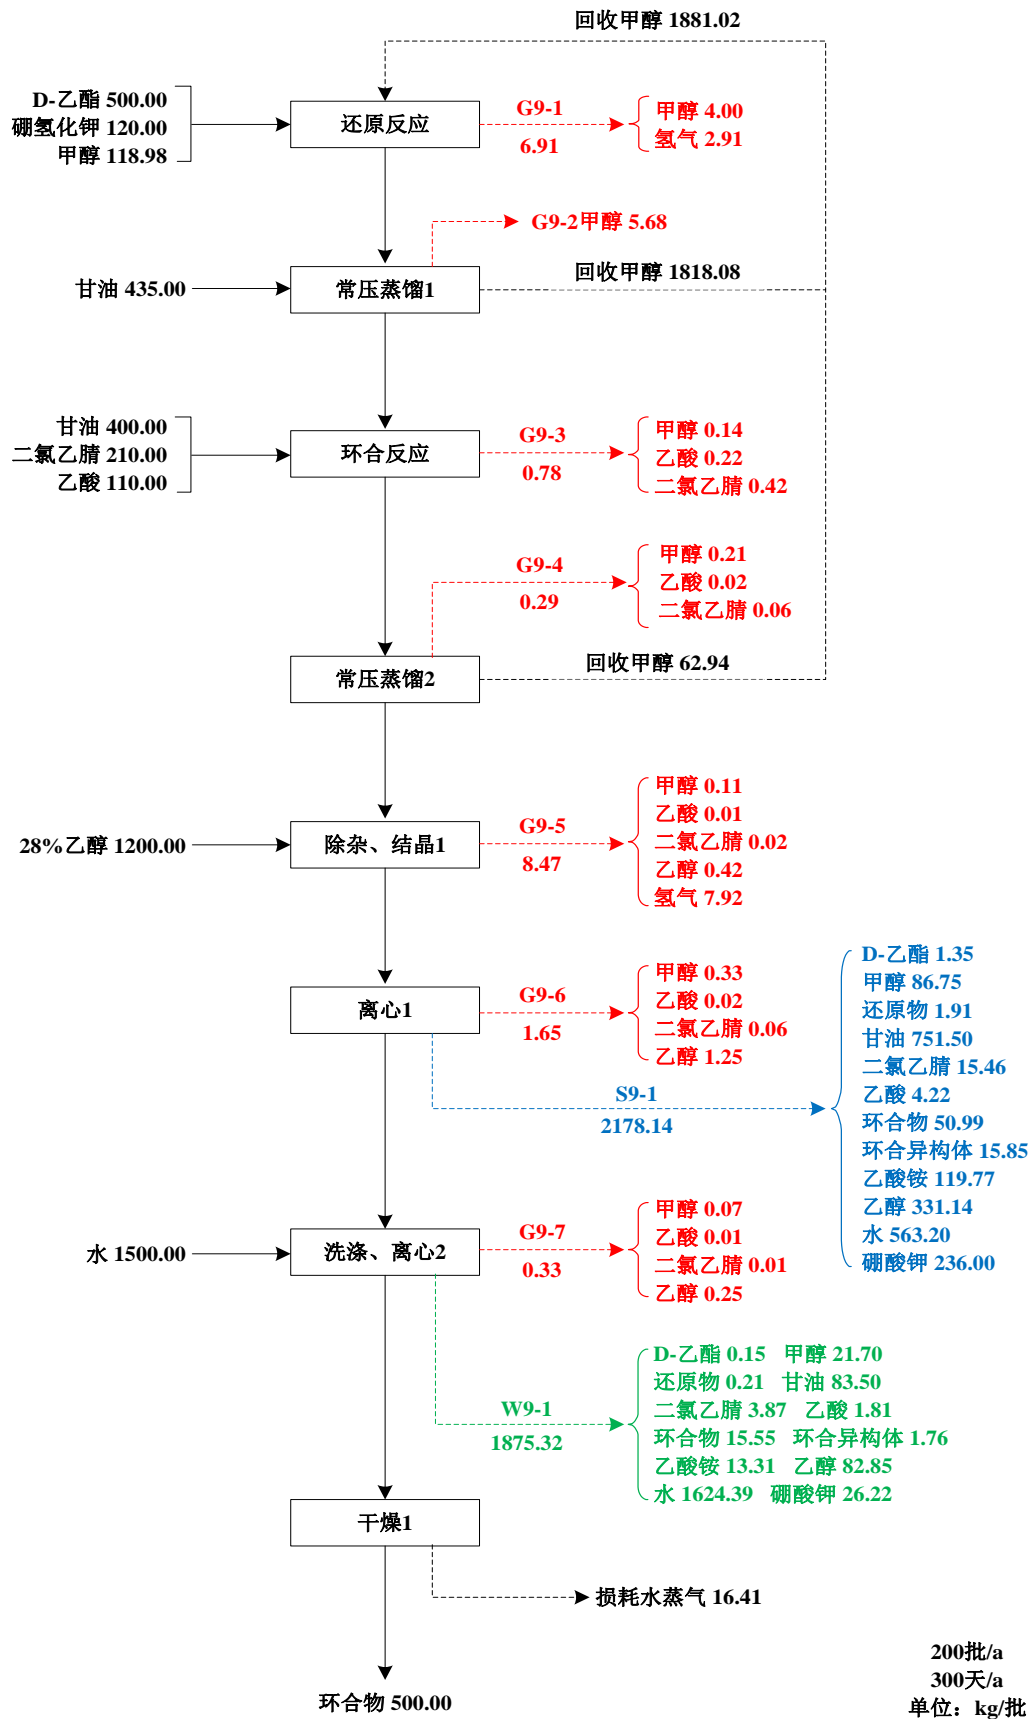 回收甲醇 1881.02
D-乙酯 500.00
硼氢化钾 120.00
甲醇 118.98
还原反应
G9-1
6.91
甲醇 4.00
氢气 2.91
G9-2甲醇 5.68
甘油 435.00
常压蒸馏1
回收甲醇 1818.08
甘油 400.00
二氯乙腈 210.00
乙酸 110.00
环合反应
G9-3
0.78
甲醇 0.14
乙酸 0.22
二氯乙腈 0.42
G9-4
0.29
甲醇 0.21
乙酸 0.02
二氯乙腈 0.06
常压蒸馏2
回收甲醇 62.94
28%乙醇 1200.00
除杂、结晶1
G9-5
8.47
甲醇 0.11
乙酸 0.01
二氯乙腈 0.02
乙醇 0.42
氢气 7.92
离心1
G9-6
1.65
甲醇 0.33
乙酸 0.02
二氯乙腈 0.06
乙醇 1.25
S9-1
2178.14
D-乙酯 1.35
甲醇 86.75
还原物 1.91
甘油 751.50
二氯乙腈 15.46
乙酸 4.22
环合物 50.99
环合异构体 15.85
乙酸铵 119.77
乙醇 331.14
水 563.20
硼酸钾 236.00
水 1500.00
洗涤、离心2
G9-7
0.33
甲醇 0.07
乙酸 0.01
二氯乙腈 0.01
乙醇 0.25
W9-1
1875.32
D-乙酯 0.15 甲醇 21.70
还原物 0.21 甘油 83.50
二氯乙腈 3.87 乙酸 1.81
环合物 15.55 环合异构体 1.76
乙酸铵 13.31 乙醇 82.85
水 1624.39 硼酸钾 26.22
干燥1
损耗水蒸气 16.41
环合物 500.00
200批/a
300天/a
单位：kg/批